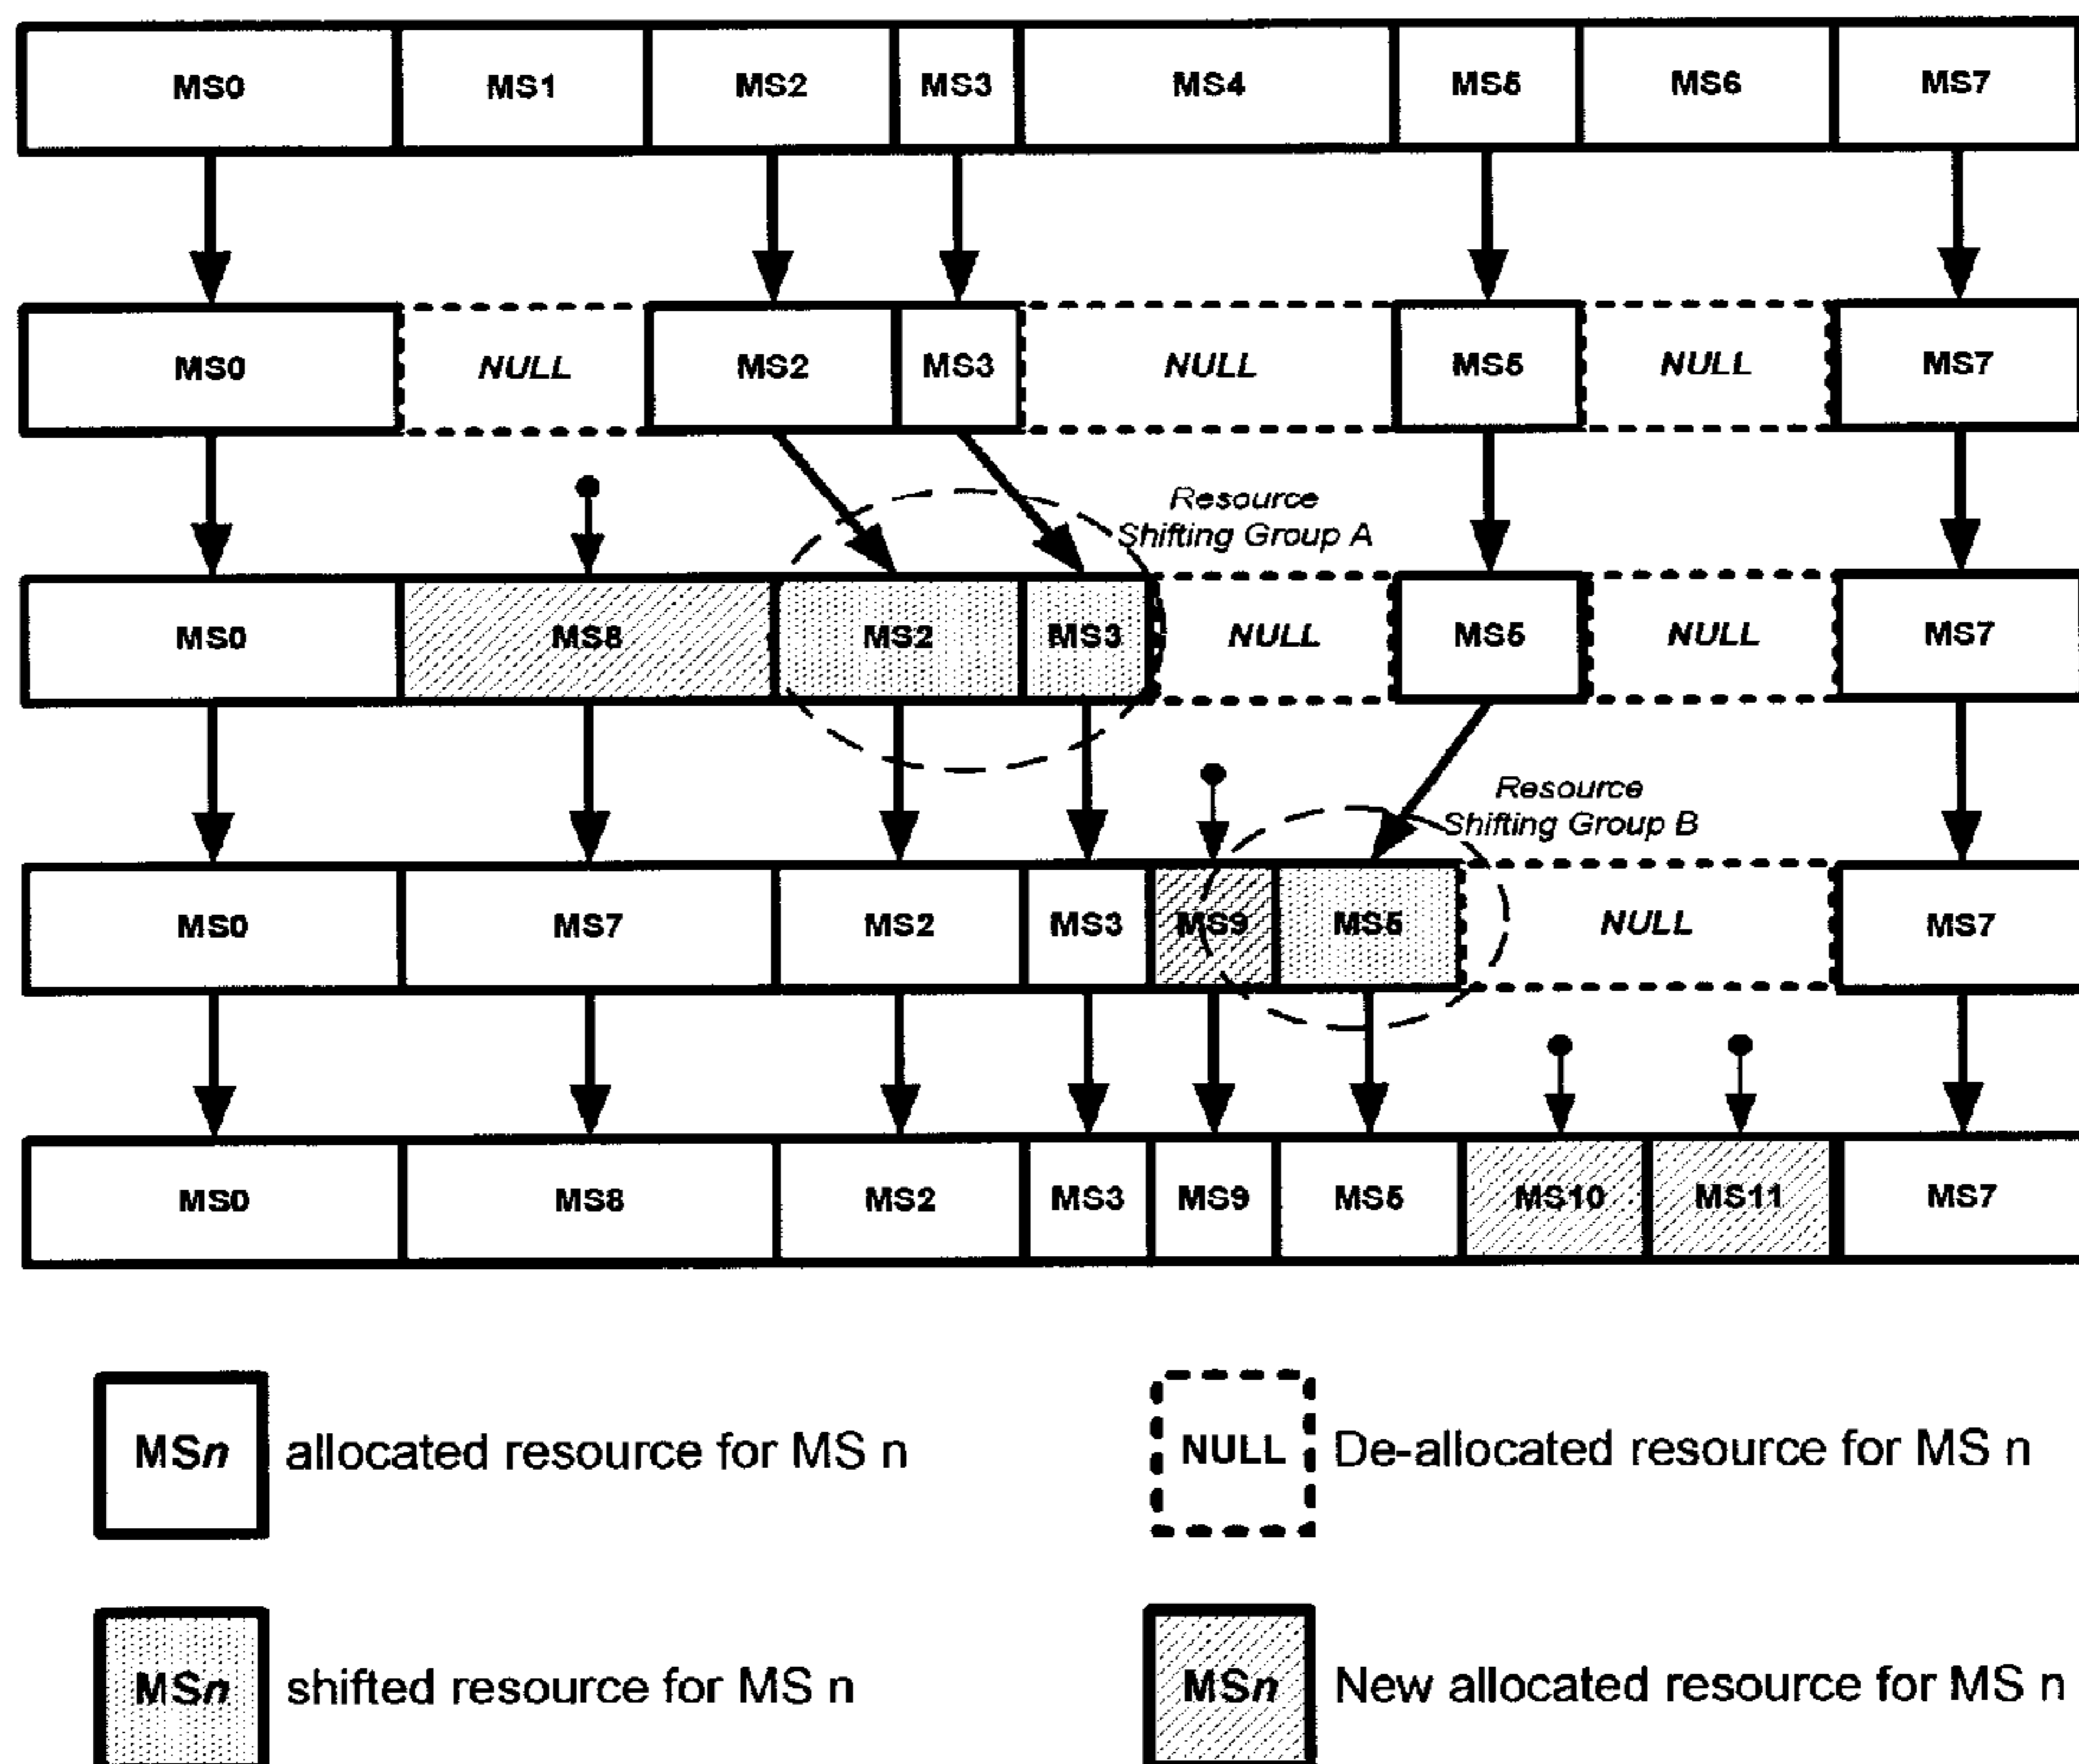 MS0 MS1 MS2 MS3 MS4 MS5 MS6 MS7
MS0 NULL MS2 MS3 NULL MS5 NULL MS7
Resource
Shifting Group A
MS0 MS8 MS2 MS3 NULL MS5 NULL MS7
Resource
Shifting Group B
MS0 MS7 MS2 MS3 MS9 MS5 NULL MS7
MS0 MS8 MS2 MS3 MS9 MS5 MS10 MS11 MS7
MSn allocated resource for MS n
NULL De-allocated resource for MS n
MSn shifted resource for MS n
MSn New allocated resource for MS n